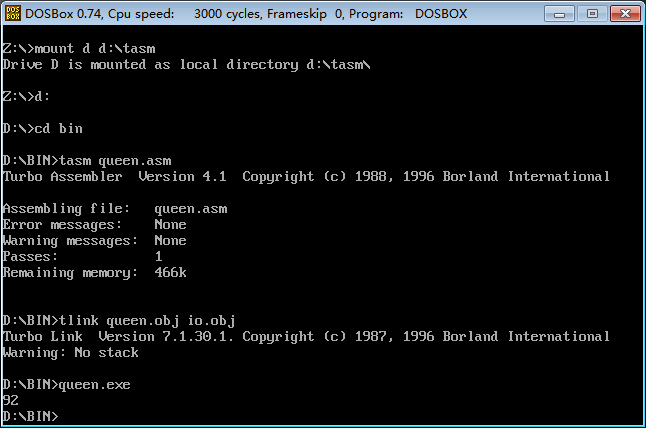 DOSBox 0.74, Cpu speed: 3000 cycles, Frameskip 0, Program: DOSBOX
Z:\>mount d d:\tasm
Drive D is mounted as local directory d:\tasm\
Z:\>d:
D:\>cd bin
D:\BIN>tasm queen.asm
Turbo Assembler Version 4.1 Copyright (c) 1988, 1996 Borland International
Assembling file: queen.asm
Error messages: None
Warning messages: None
Passes: 1
Remaining memory: 466k
D:\BIN>tlink queen.obj io.obj
Turbo Link Version 7.1.30.1. Copyright (c) 1987, 1996 Borland International
Warning: No stack
D:\BIN>queen.exe
92
D:\BIN>